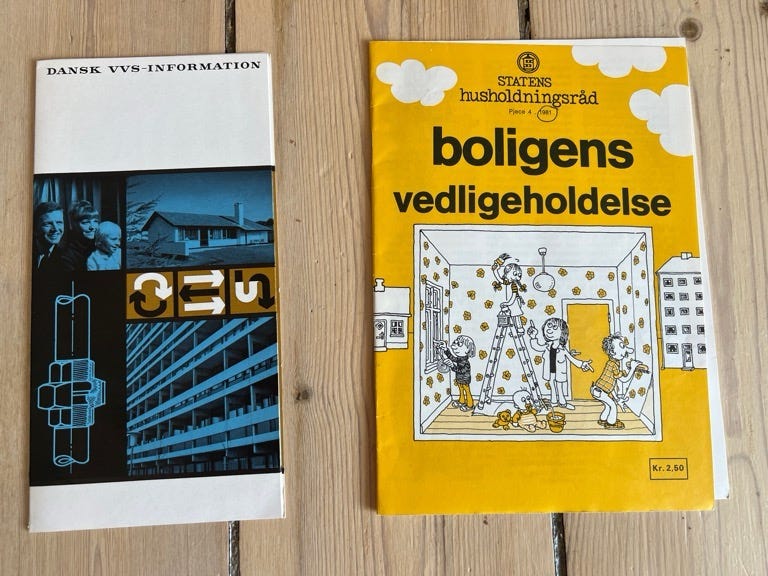 DANSK VVS-INFORMATION
STATENS
husholdningsråd
Pjece 4 . 1981
boligens
vedligeholdelse
Kr. 2,50